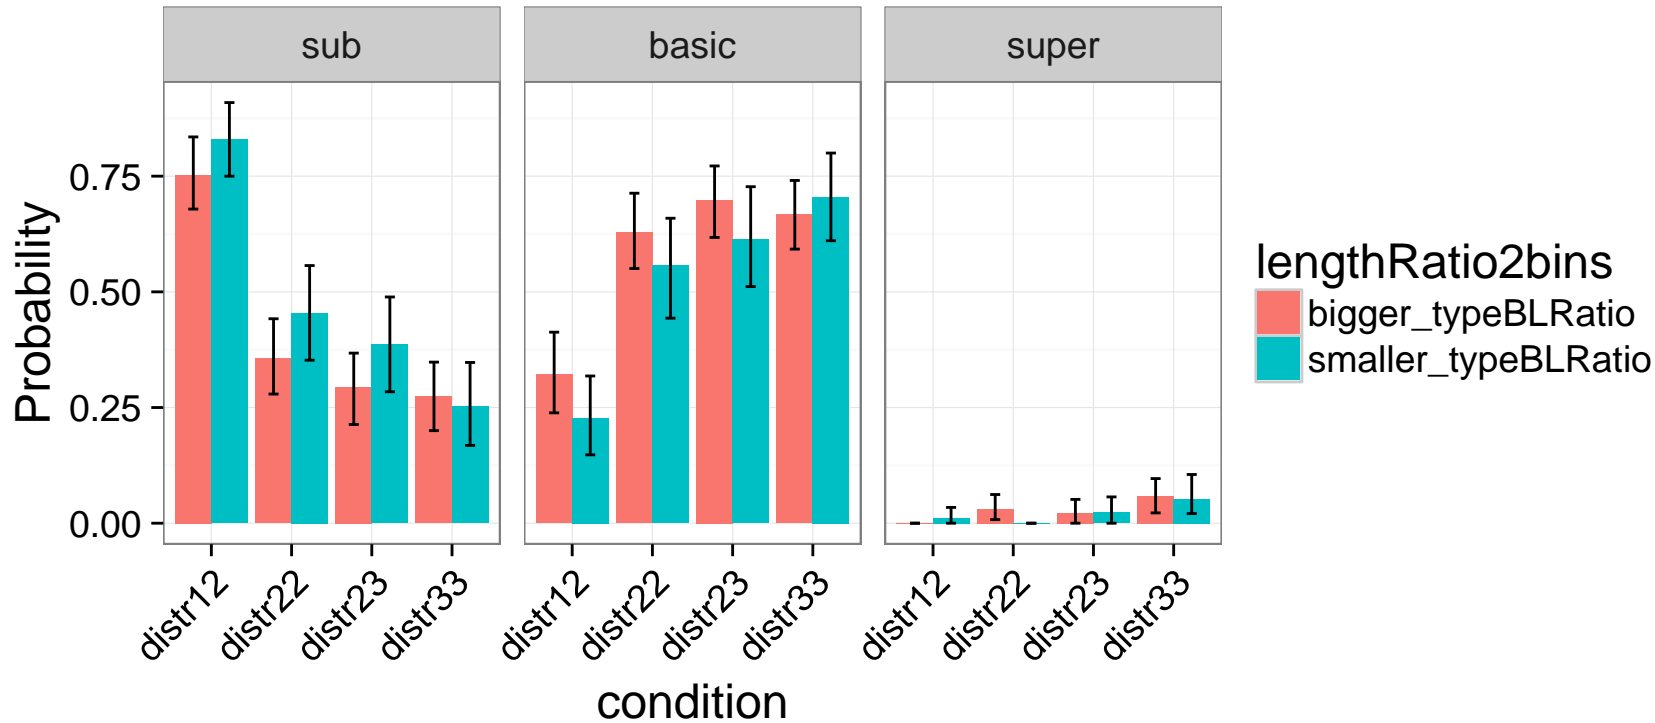 sub
basic
super
Probability
0.75
0.50
0.25
0.00
distr12
distr22
distr23
distr33
distr12
distr22
distr23
distr33
distr12
distr22
distr23
distr33
condition
lengthRatio2bins
bigger_typeBLRatio
smaller_typeBLRatio